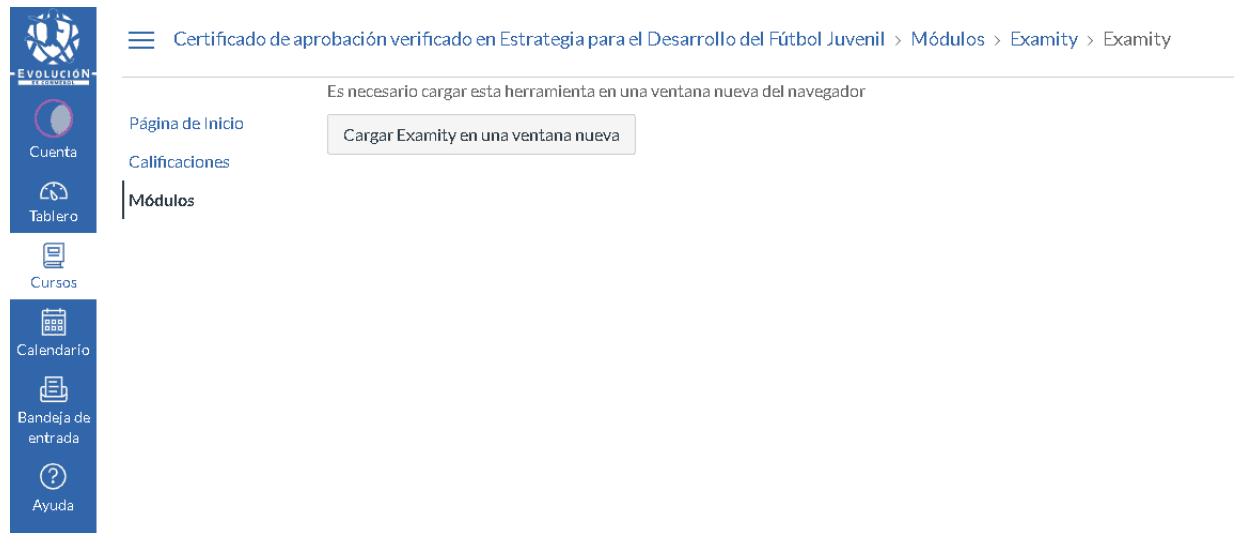 EVOLUCIÓN
DE CONMEBOL
Certificado de aprobación verificado en Estrategia para el Desarrollo del Fútbol Juvenil > Módulos > Examity > Examity
Es necesario cargar esta herramienta en una ventana nueva del navegador
Cargar Examity en una ventana nueva
Página de Inicio
Calificaciones
Módulos
Cuenta
Tablero
Cursos
Calendario
Bandeja de
entrada
Ayuda